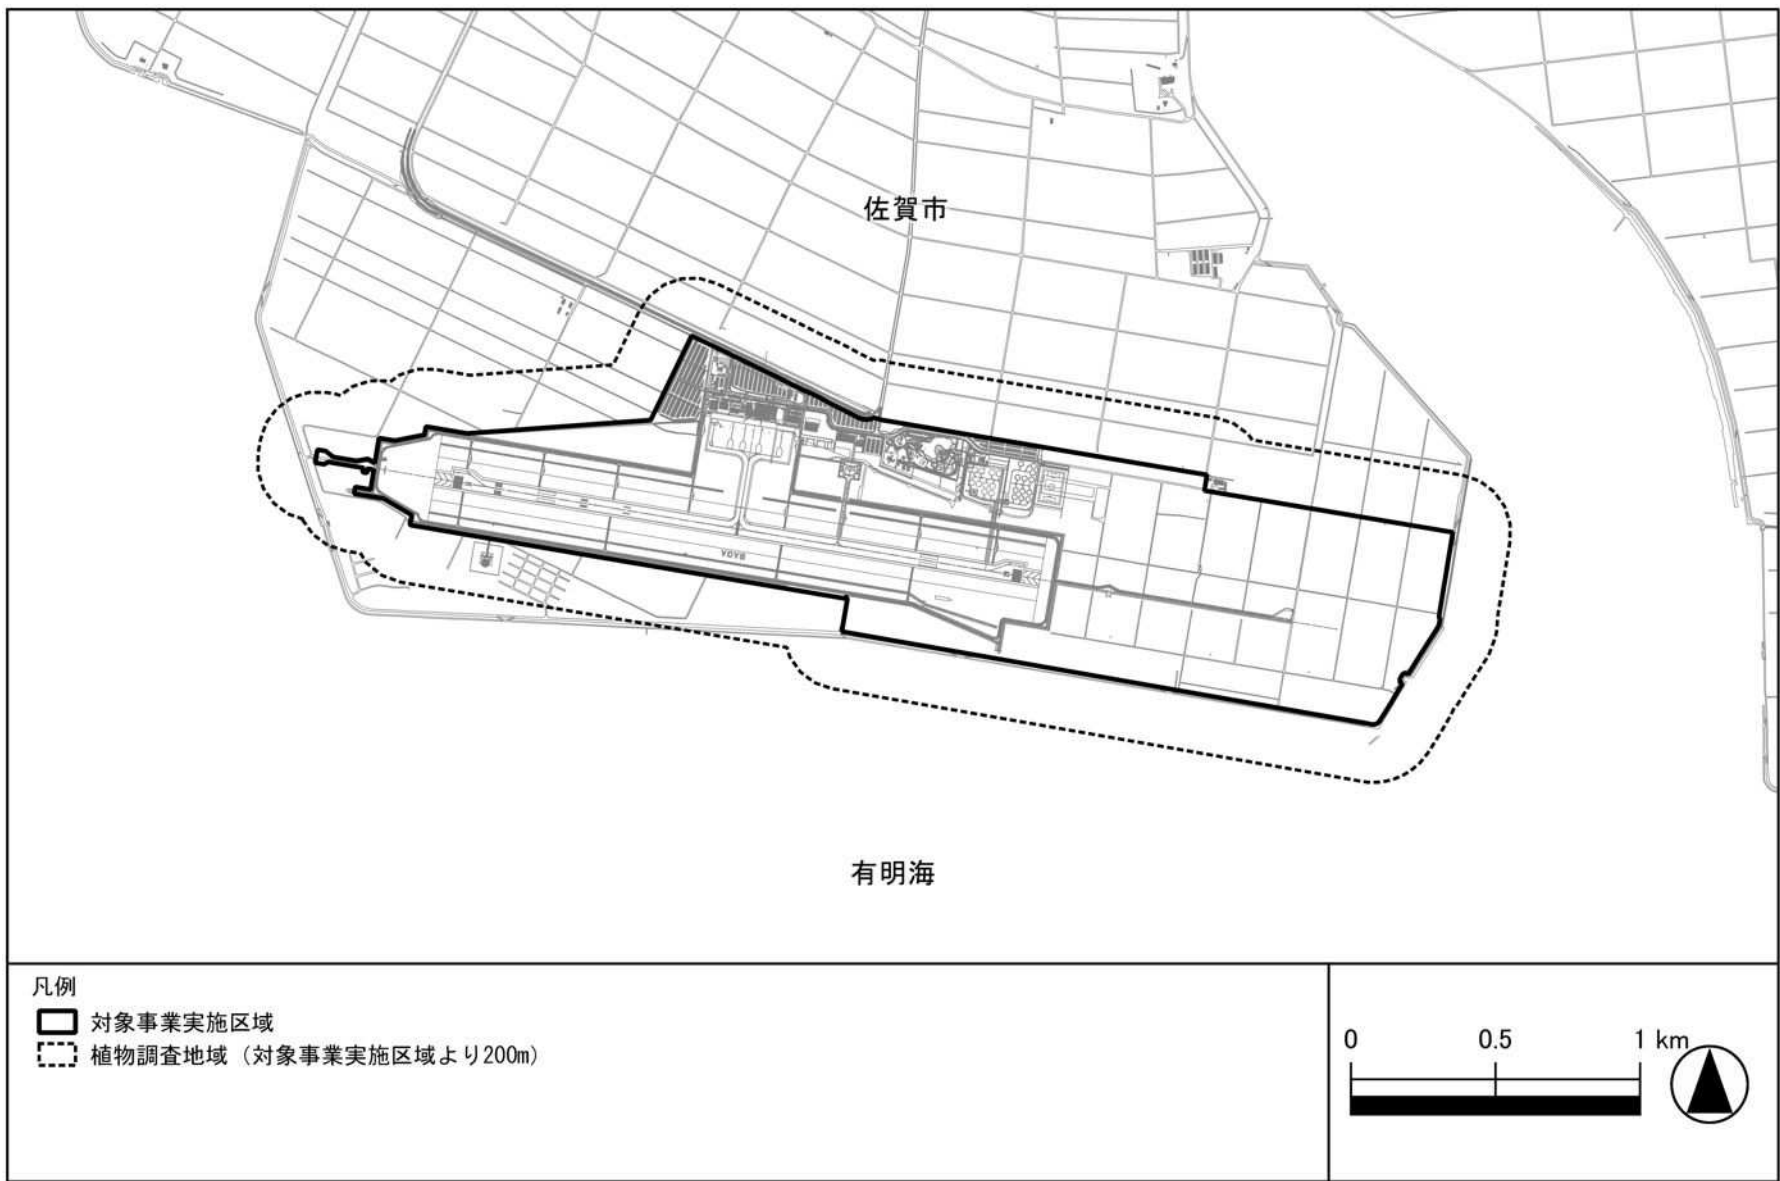 佐賀市
有明海
凡例
対象事業実施区域
植物調査地域（対象事業実施区域より200m）
0 0.5 1 km